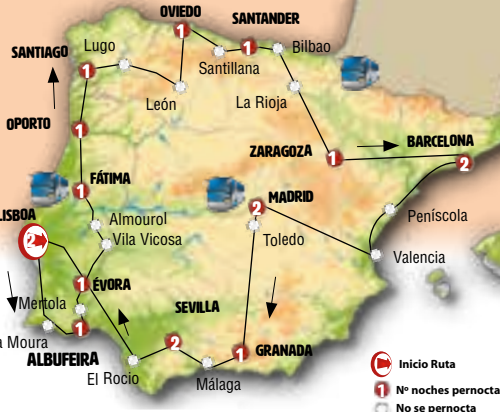 OVIEDO
SANTANDER
SANTIAGO
Lugo
1
1
Bilbao
1
Santillana
León
La Rioja
OPORTO
1
ZARAGOZA
1
BARCELONA
2
FÁTIMA
1
MADRID
2
Peníscola
LISBOA
2
Almourol
Vila Vicosa
Toledo
Valencia
ÉVORA
1
Mertola
SEVILLA
2
Moura
1
ALBUFEIRA
GRANADA
1
El Rocio
Málaga
Inicio Ruta
1
Nº noches pernocta
No se pernocta